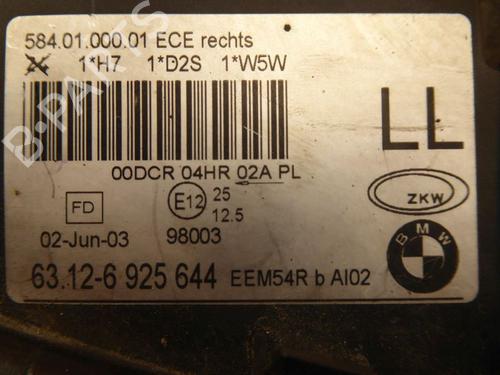 584.01.000.01 ECE rechts
1*H7 1*D2S 1*W5W
LL
00DCR 04HR 02A PL
FD
E12
25
12.5
ZKW
02-Jun-03
98003
BMW
63.12-6 925 644 EEM54R b AI02
B-PARTS